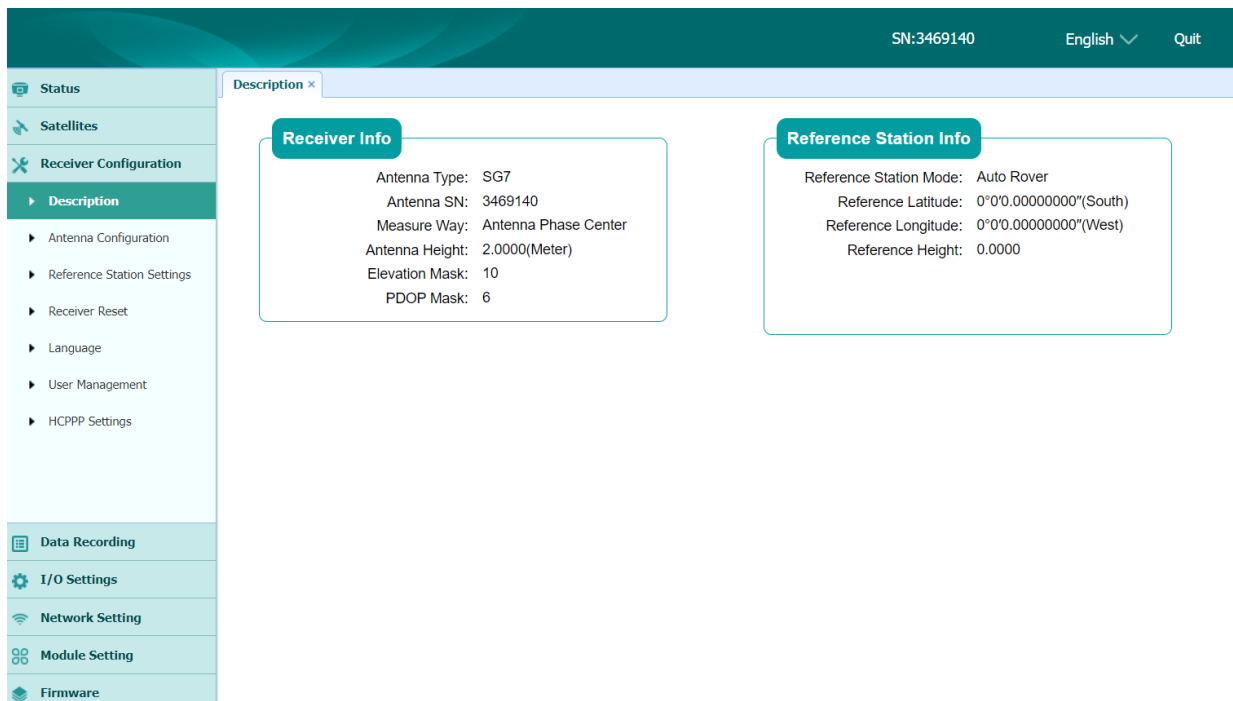 SN:3469140 English Quit
Status
Satellites
Receiver Configuration
Description
Antenna Configuration
Reference Station Settings
Receiver Reset
Language
User Management
HCPPP Settings
Data Recording
I/O Settings
Network Setting
Module Setting
Firmware
Description ×
Receiver Info
Antenna Type: SG7
Antenna SN: 3469140
Measure Way: Antenna Phase Center
Antenna Height: 2.0000(Meter)
Elevation Mask: 10
PDOP Mask: 6
Reference Station Info
Reference Station Mode: Auto Rover
Reference Latitude: 0°0'0.00000000"(South)
Reference Longitude: 0°0'0.00000000"(West)
Reference Height: 0.0000